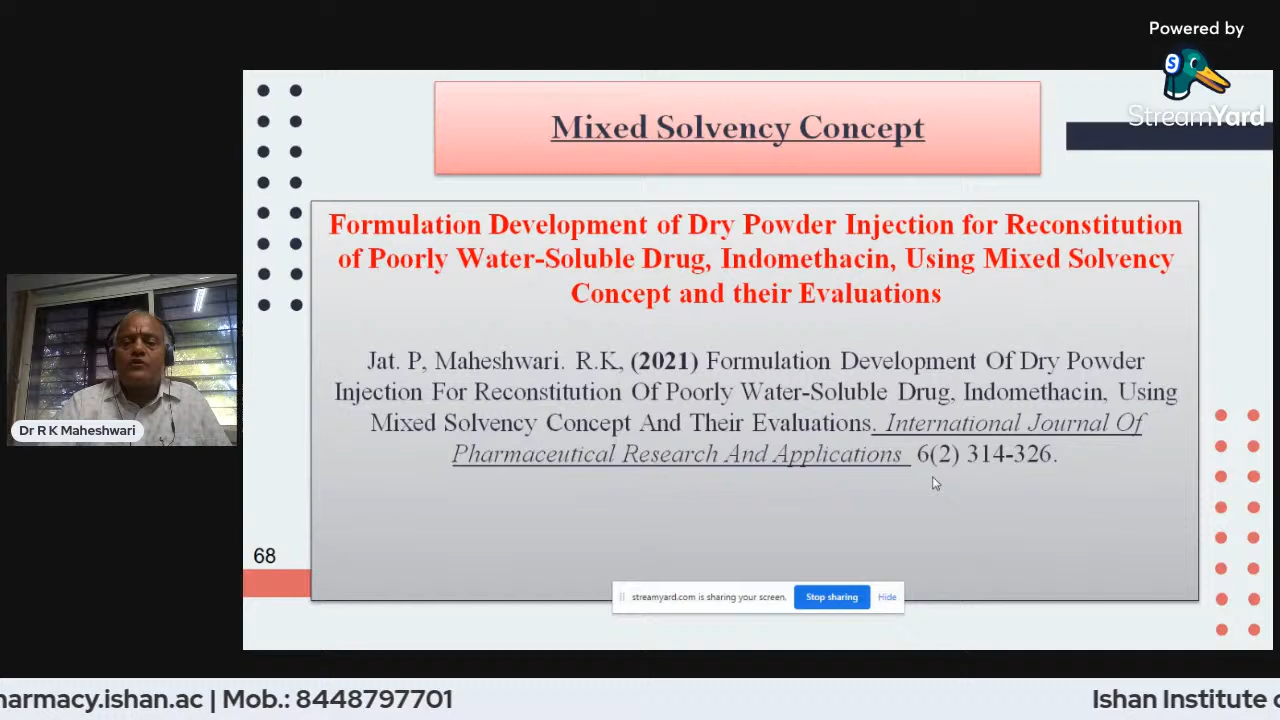 Powered by
StreamYard
Mixed Solvency Concept
Formulation Development of Dry Powder Injection for Reconstitution
of Poorly Water-Soluble Drug, Indomethacin, Using Mixed Solvency
Concept and their Evaluations
Jat. P, Maheshwari. R.K, (2021) Formulation Development Of Dry Powder
Injection For Reconstitution Of Poorly Water-Soluble Drug, Indomethacin, Using
Mixed Solvency Concept And Their Evaluations. International Journal Of
Pharmaceutical Research And Applications 6(2) 314-326.
Dr R K Maheshwari
68
streamyard.com is sharing your screen.
Stop sharing
Hide
harmacy.ishan.ac | Mob.: 8448797701
Ishan Institute o